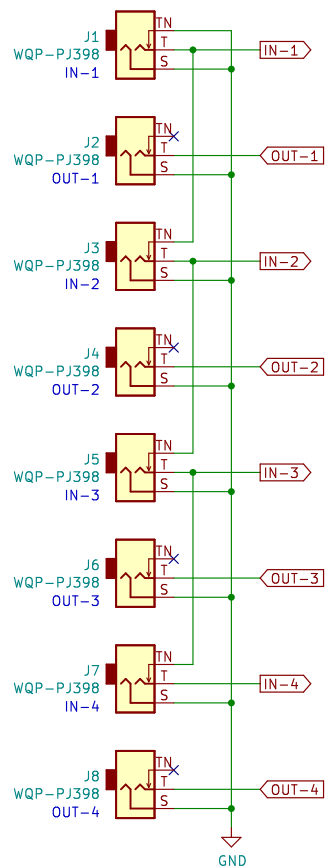 J1
WQP-PJ398
IN-1
TN
T
S
IN-1
J2
WQP-PJ398
OUT-1
TN
T
S
OUT-1
J3
WQP-PJ398
IN-2
TN
T
S
IN-2
J4
WQP-PJ398
OUT-2
TN
T
S
OUT-2
J5
WQP-PJ398
IN-3
TN
T
S
IN-3
J6
WQP-PJ398
OUT-3
TN
T
S
OUT-3
J7
WQP-PJ398
IN-4
TN
T
S
IN-4
J8
WQP-PJ398
OUT-4
TN
T
S
OUT-4
GND